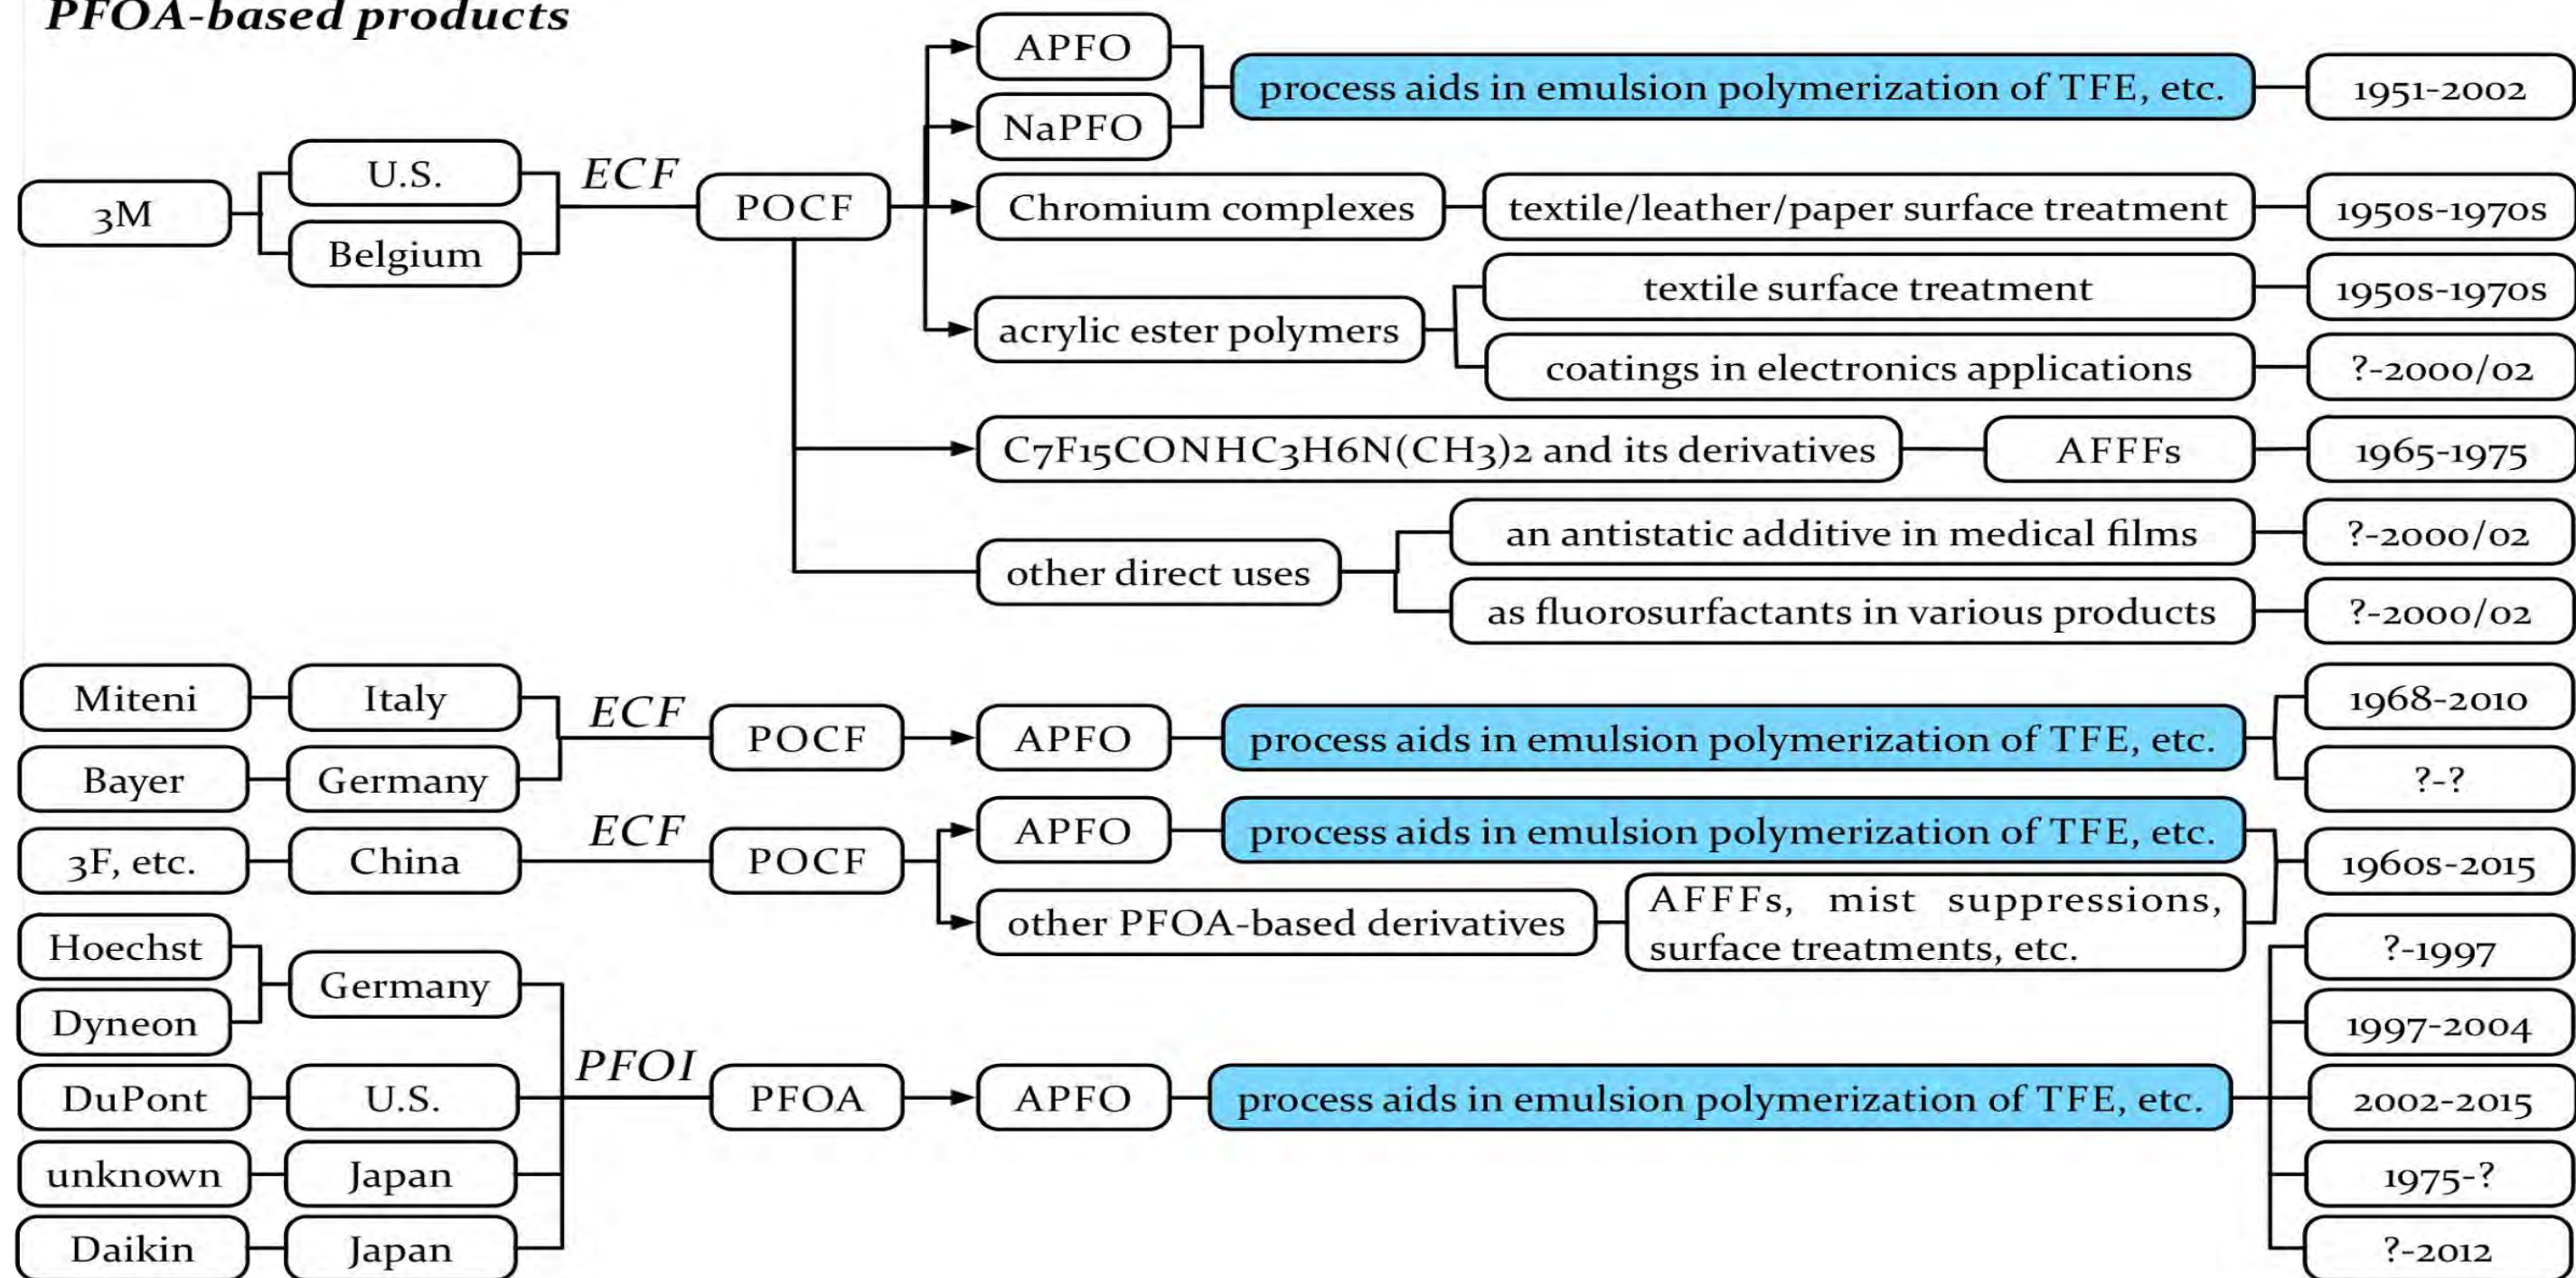 PFOA-based products
APFO
process aids in emulsion polymerization of TFE, etc.
1951-2002
NaPFO
3M
U.S.
Belgium
ECF
POCF
Chromium complexes
textile/leather/paper surface treatment
1950s-1970s
acrylic ester polymers
textile surface treatment
1950s-1970s
coatings in electronics applications
?-2000/02
C7F15CONHC3H6N(CH3)2 and its derivatives
AFFFs
1965-1975
other direct uses
an antistatic additive in medical films
?-2000/02
as fluorosurfactants in various products
?-2000/02
Miteni
Italy
Bayer
Germany
ECF
POCF
APFO
process aids in emulsion polymerization of TFE, etc.
1968-2010
?-?
3F, etc.
China
ECF
POCF
APFO
process aids in emulsion polymerization of TFE, etc.
other PFOA-based derivatives
AFFFs, mist suppressions,
surface treatments, etc.
1960s-2015
Hoechst
Dyneon
Germany
DuPont
U.S.
unknown
Japan
Daikin
Japan
PFOI
PFOA
APFO
process aids in emulsion polymerization of TFE, etc.
?-1997
1997-2004
2002-2015
1975-?
?-2012